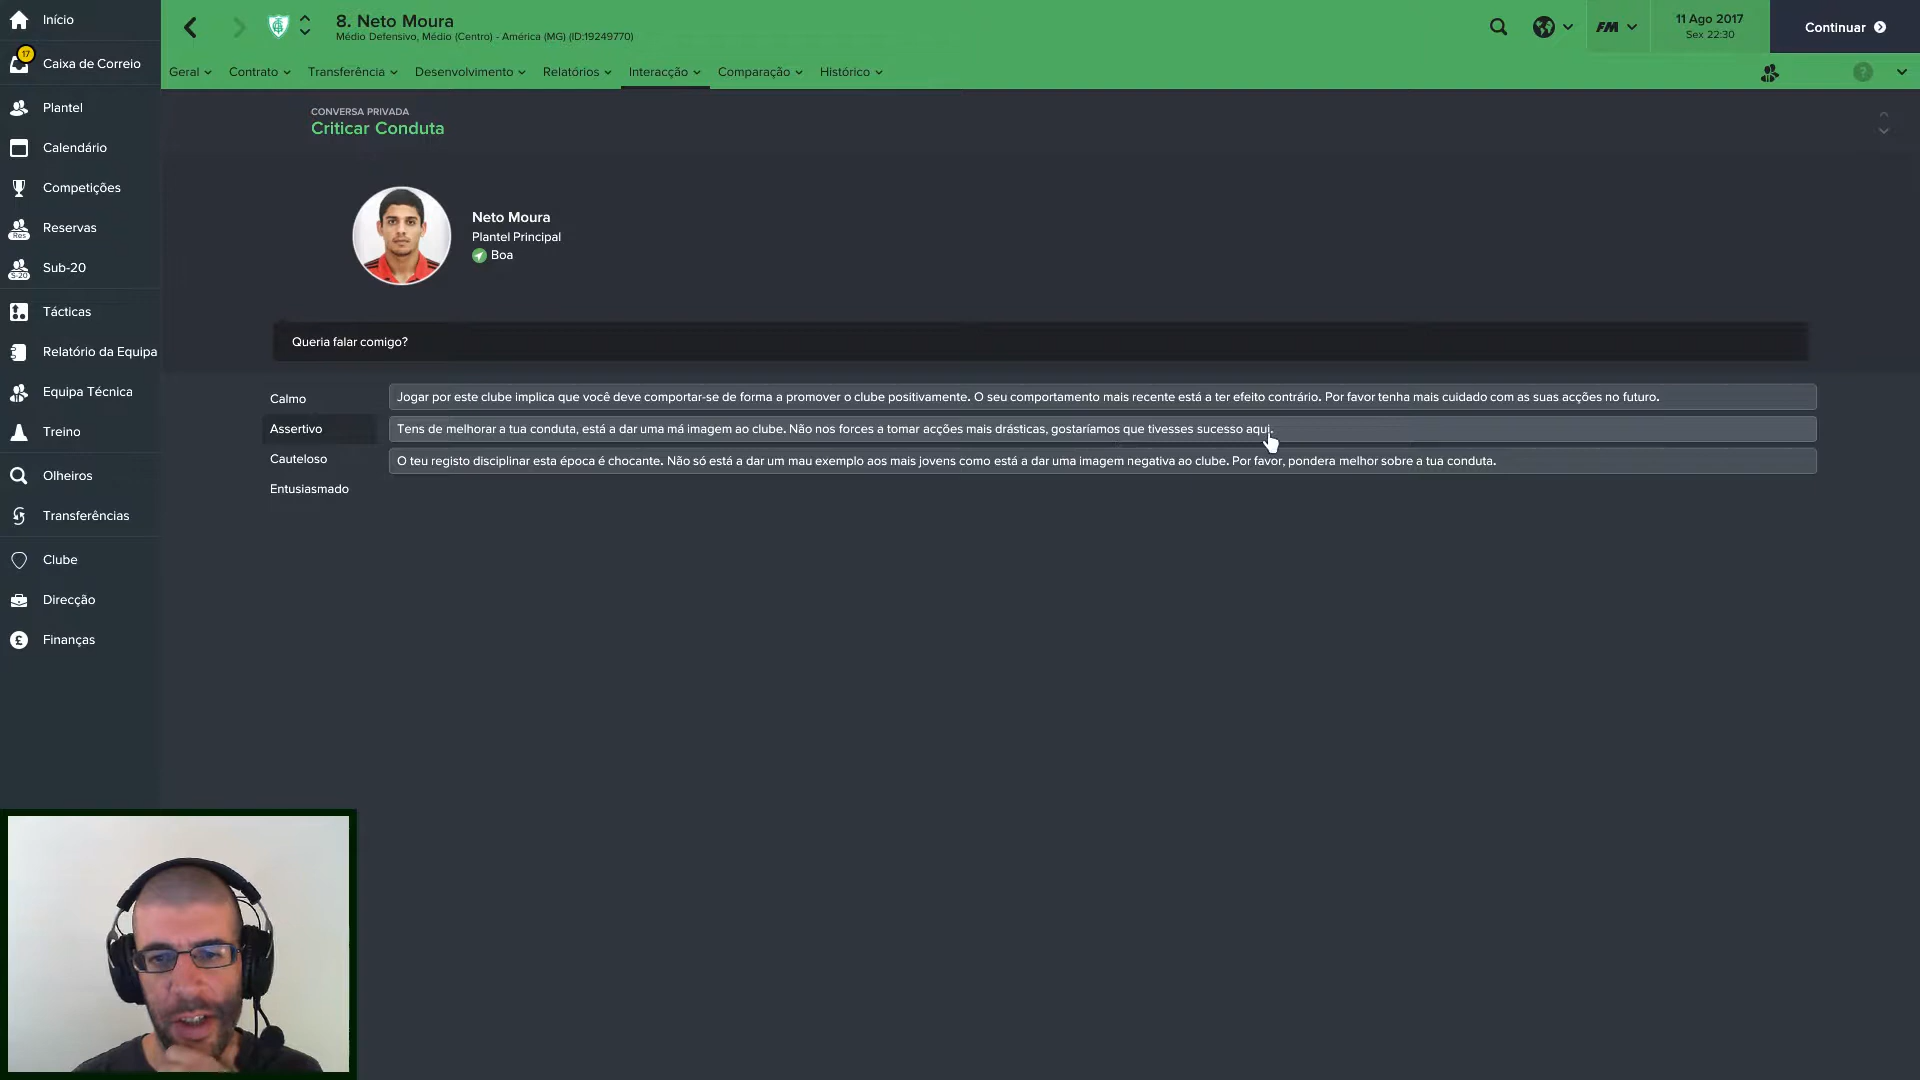 Início
17
Caixa de Correio
Plantel
Calendário
Competições
Res
Reservas
S-20
Sub-20
Tácticas
Relatório da Equipa
Equipa Técnica
Treino
Olheiros
Transferências
Clube
Direcção
£
Finanças
8. Neto Moura
Médio Defensivo, Médio (Centro) - América (MG) (ID:19249770)
FM
11 Ago 2017
Sex 22:30
Continuar
Geral
Contrato
Transferência
Desenvolvimento
Relatórios
Interacção
Comparação
Histórico
?
CONVERSA PRIVADA
Criticar Conduta
Neto Moura
Plantel Principal
Boa
Queria falar comigo?
Calmo
Assertivo
Cauteloso
Entusiasmado
Jogar por este clube implica que você deve comportar-se de forma a promover o clube positivamente. O seu comportamento mais recente está a ter efeito contrário. Por favor tenha mais cuidado com as suas acções no futuro.
Tens de melhorar a tua conduta, está a dar uma má imagem ao clube. Não nos forces a tomar acções mais drásticas, gostaríamos que tivesses sucesso aqui.
O teu registo disciplinar esta época é chocante. Não só está a dar um mau exemplo aos mais jovens como está a dar uma imagem negativa ao clube. Por favor, pondera melhor sobre a tua conduta.